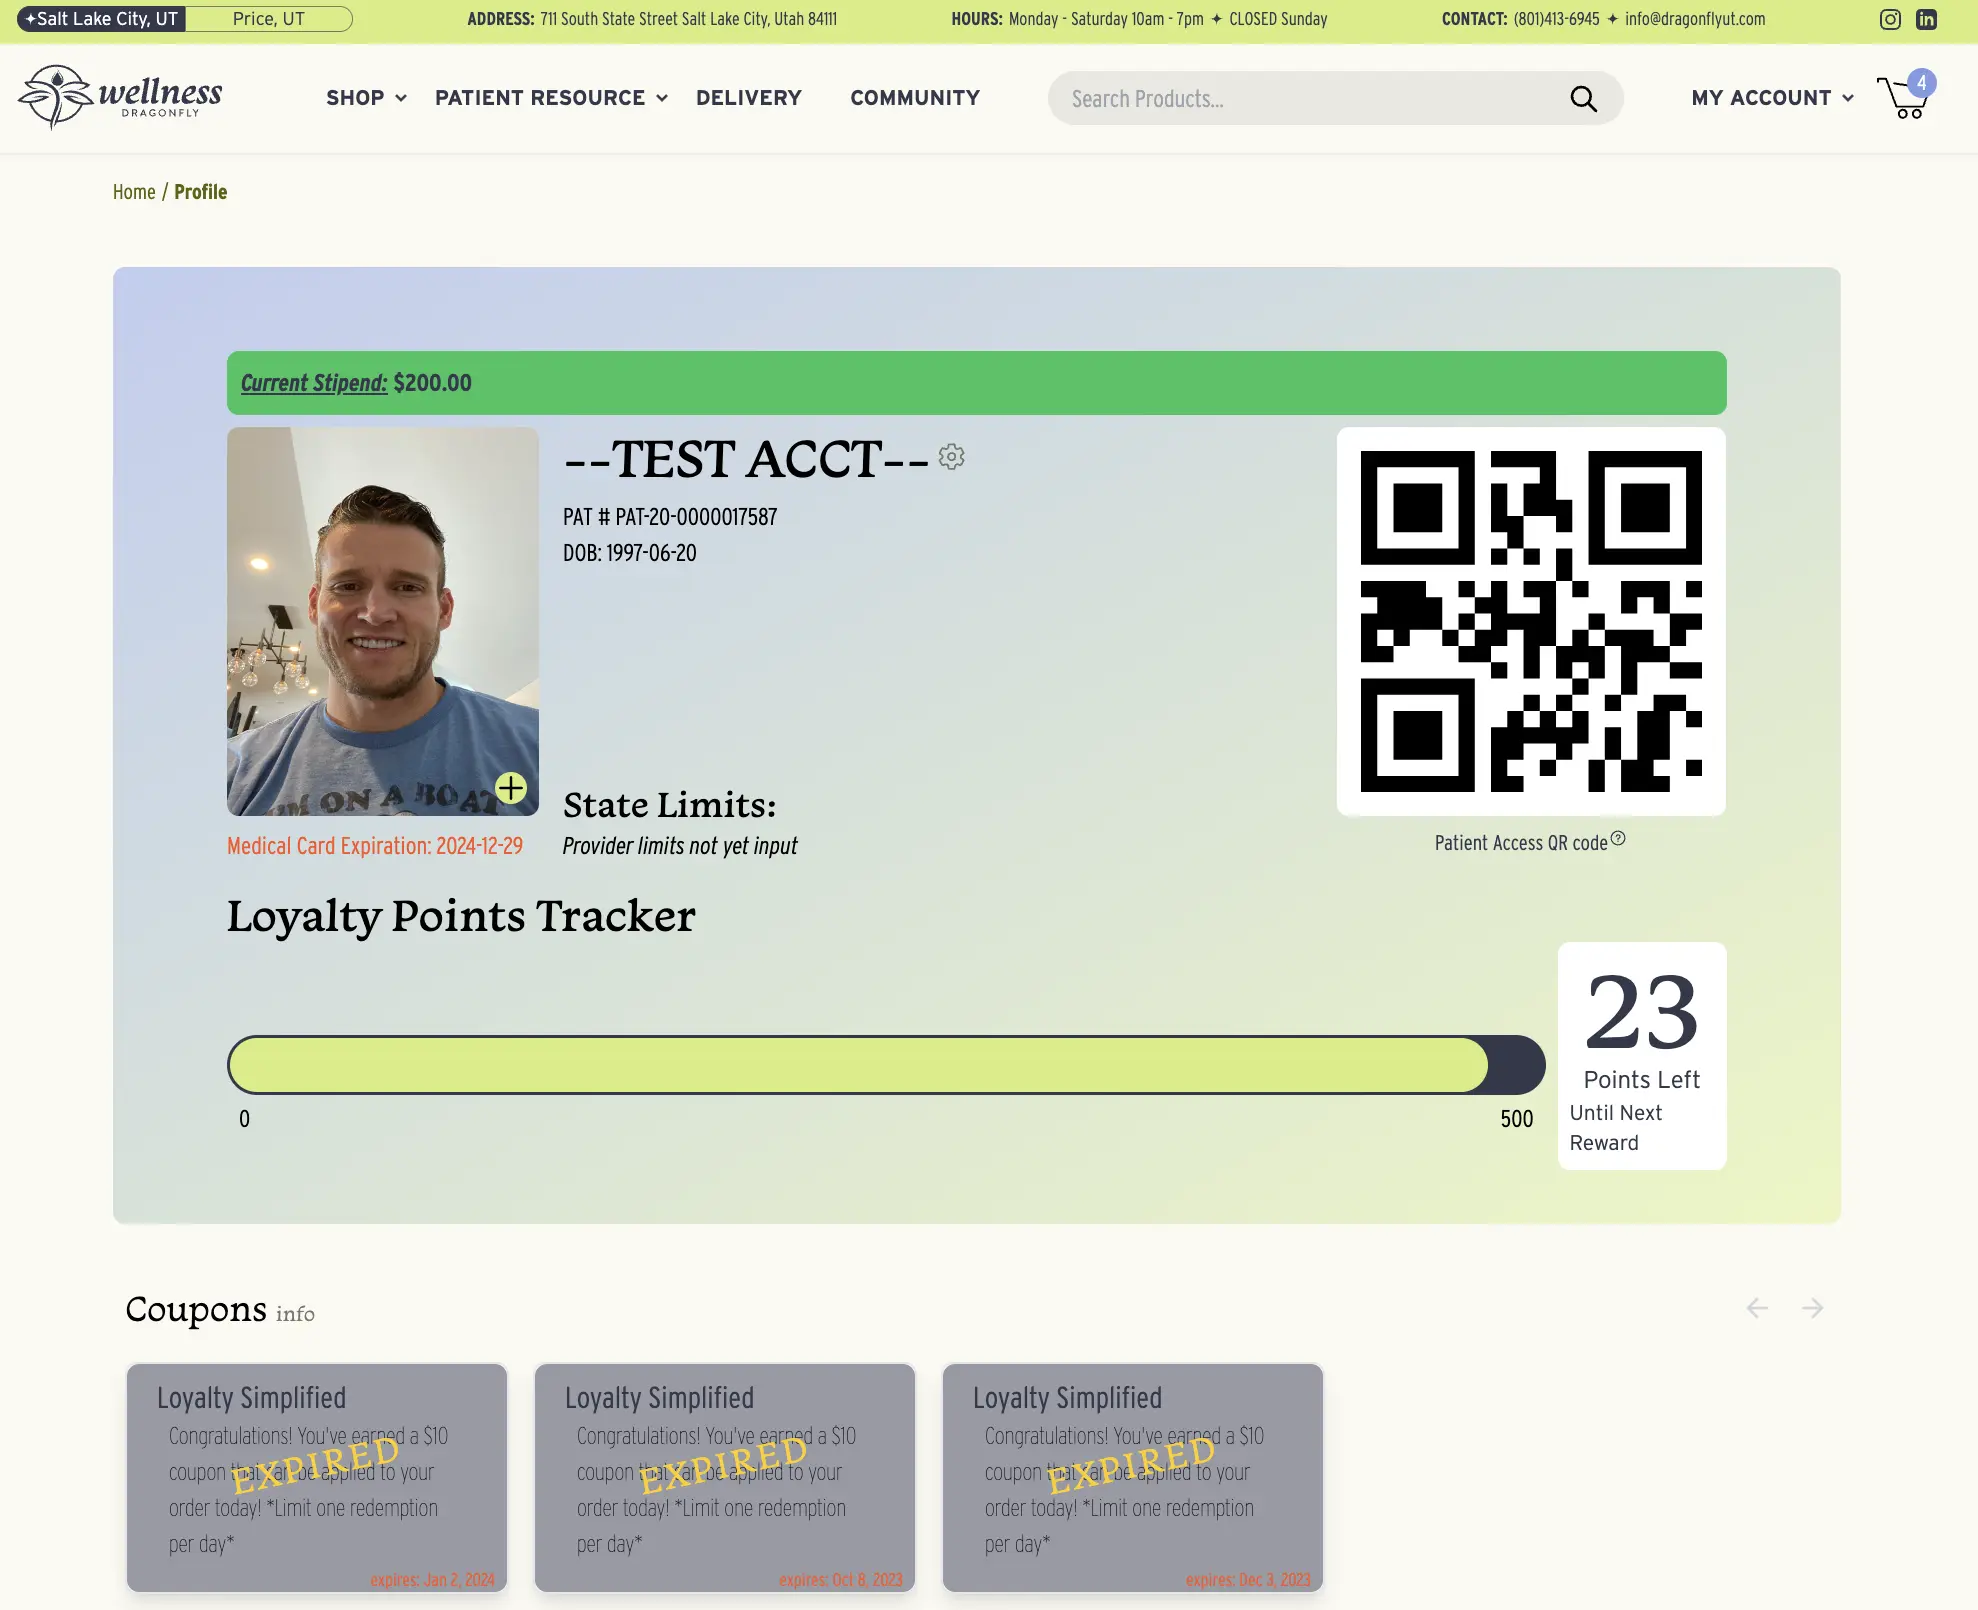 ✦Salt Lake City, UT
Price, UT
ADDRESS: 711 South State Street Salt Lake City, Utah 84111
HOURS: Monday - Saturday 10am - 7pm ✦ CLOSED Sunday
CONTACT: (801)413-6945 ✦ info@dragonflyut.com
wellness
DRAGONFLY
SHOP
PATIENT RESOURCE
DELIVERY
COMMUNITY
Search Products...
MY ACCOUNT
4
Home / Profile
Current Stipend: $200.00
--TEST ACCT--
PAT # PAT-20-0000017587
DOB: 1997-06-20
I'M ON A BOAT
State Limits:
Medical Card Expiration: 2024-12-29
Provider limits not yet input
Patient Access QR code
Loyalty Points Tracker
23
Points Left
Until Next
Reward
0
500
Coupons info
Loyalty Simplified
Congratulations! You've earned a $10
coupon that can be applied to your
order today! *Limit one redemption
per day*
EXPIRED
expires: Jan 2, 2024
Loyalty Simplified
Congratulations! You've earned a $10
coupon that can be applied to your
order today! *Limit one redemption
per day*
EXPIRED
expires: Oct 8, 2023
Loyalty Simplified
Congratulations! You've earned a $10
coupon that can be applied to your
order today! *Limit one redemption
per day*
EXPIRED
expires: Dec 3, 2023